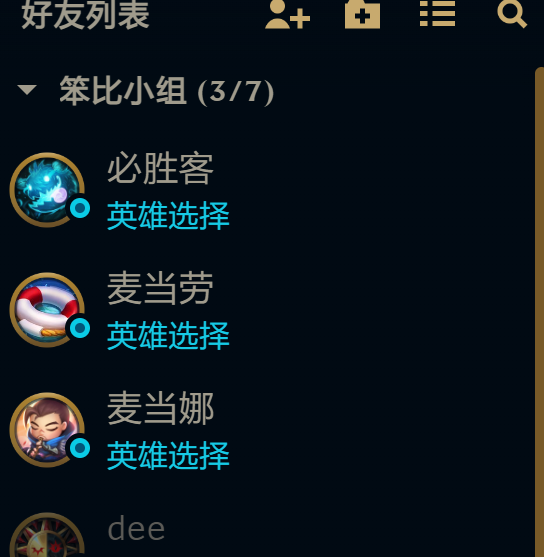 好友列表
笨比小组 (3/7)
必胜客
英雄选择
麦当劳
英雄选择
麦当娜
英雄选择
dee